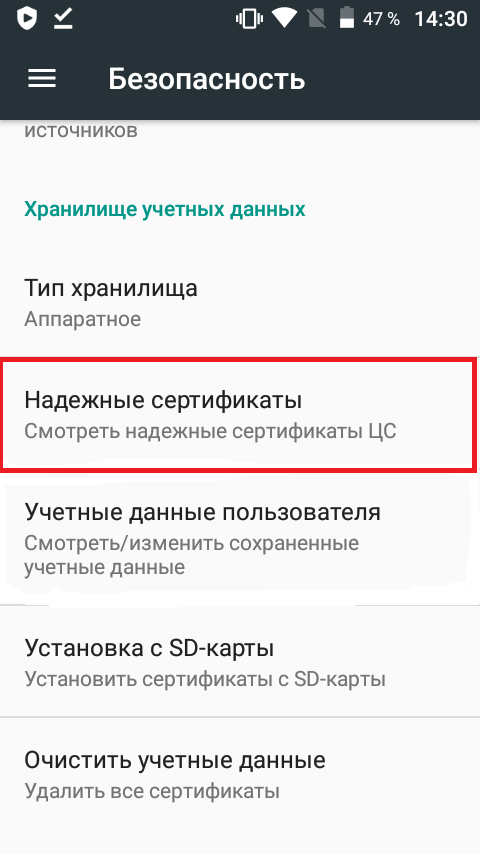 47 % 14:30
Безопасность
источников
Хранилище учетных данных
Тип хранилища
Аппаратное
Надежные сертификаты
Смотреть надежные сертификаты ЦС
Учетные данные пользователя
Смотреть/изменить сохраненные
учетные данные
Установка с SD-карты
Установить сертификаты с SD-карты
Очистить учетные данные
Удалить все сертификаты